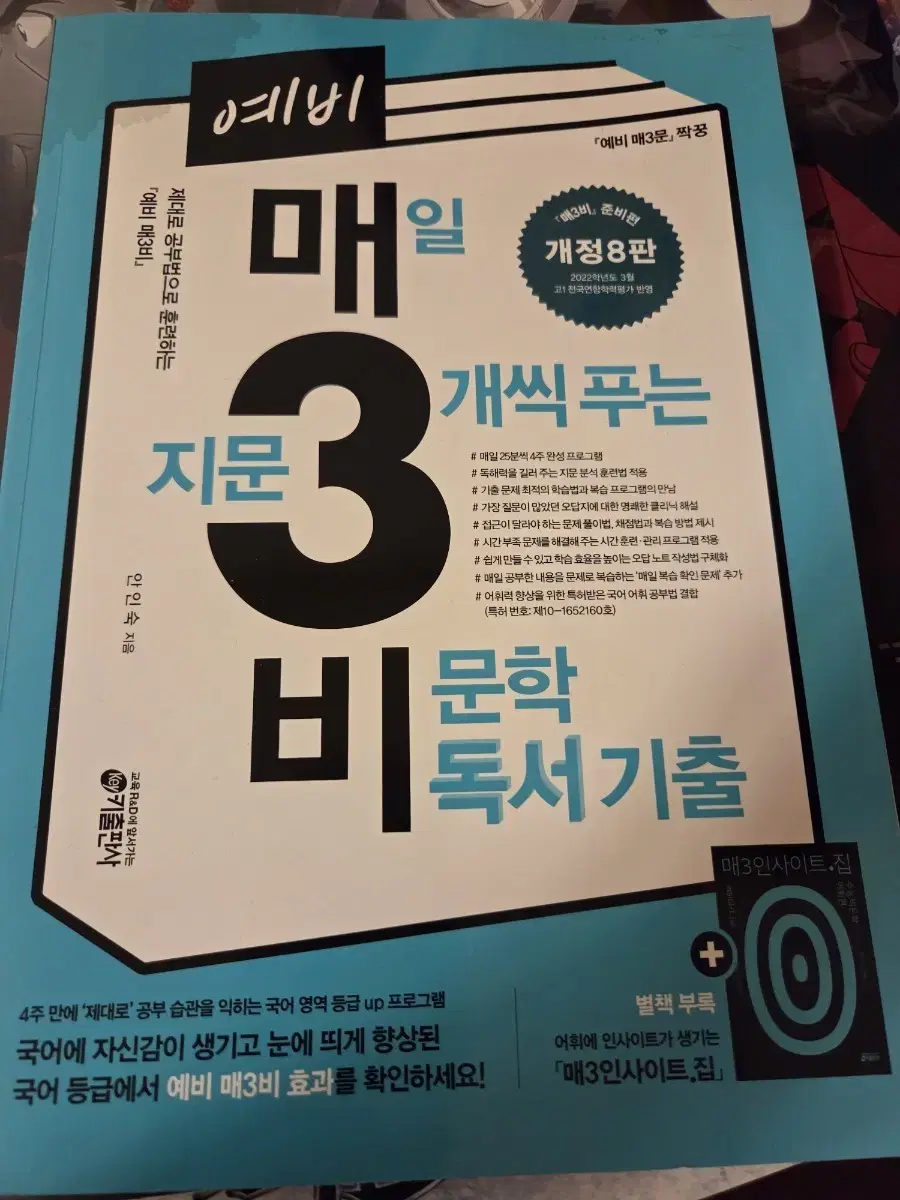 예비
『예비 매3문』 짝꿍
제대로 공부법으로 훈련하는
『예비 매3비』
매일
지문 3개씩 푸는
비문학
독서 기출
『매3비』 준비편
개정8판
2022학년도 3월
고1 전국연합학력평가 반영
# 매일 25분씩 4주 완성 프로그램
# 독해력을 길러 주는 지문 분석 훈련법 적용
# 기출 문제 최적의 학습법과 복습 프로그램의 만남
# 가장 질문이 많았던 오답지에 대한 명쾌한 클리닉 해설
# 접근이 달라야 하는 문제 풀이법, 채점법과 복습 방법 제시
# 시간 부족 문제를 해결해 주는 시간 훈련·관리 프로그램 적용
# 쉽게 만들 수 있고 학습 효율을 높이는 오답 노트 작성법 구체화
# 매일 공부한 내용을 문제로 복습하는 '매일 복습 확인 문제' 추가
# 어휘력 향상을 위한 특허받은 국어 어휘 공부법 결합
(특허 번호: 제10-1652160호)
안인숙 지음
교육 R&D에 앞서가는
Key 키출판사
매3인사이트.집
4주 만에 '제대로' 공부 습관을 익히는 국어 영역 등급 up 프로그램
국어에 자신감이 생기고 눈에 띄게 향상된
국어 등급에서 예비 매3비 효과를 확인하세요!
+
별책 부록
어휘에 인사이트가 생기는
『매3인사이트.집』